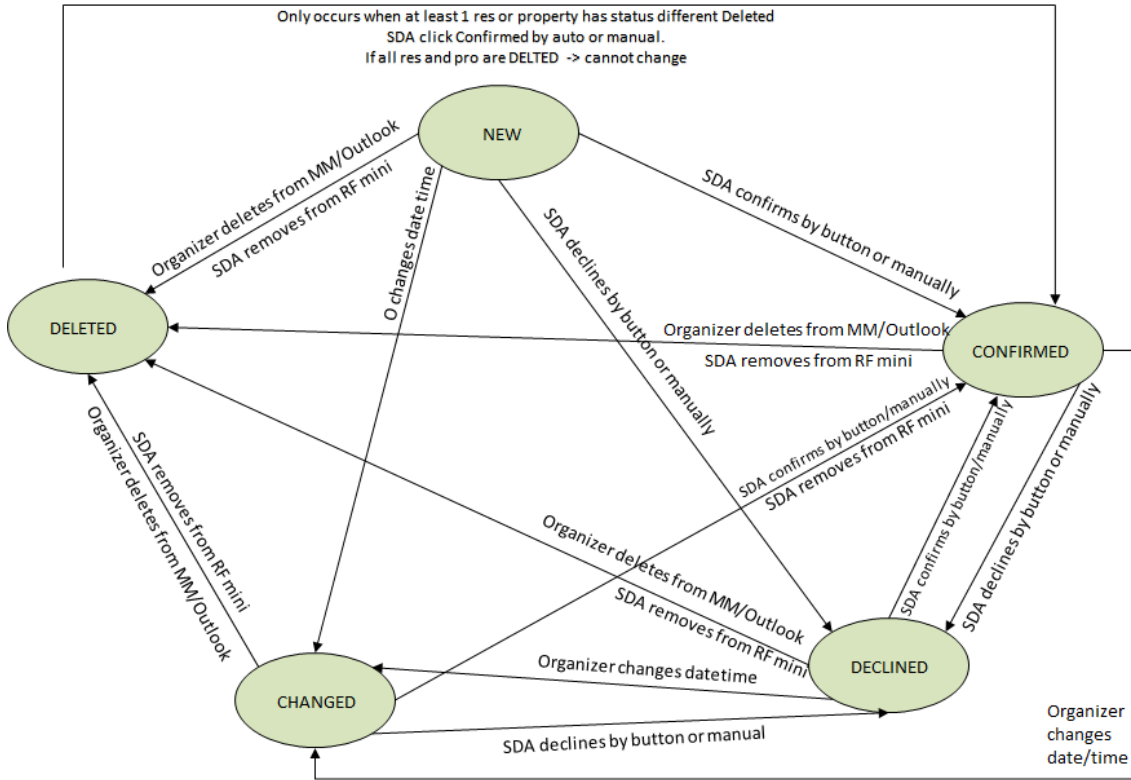 Only occurs when at least 1 res or property has status different Deleted
SDA click Confirmed by auto or manual.
If all res and pro are DELTED -> cannot change
NEW
Organizer deletes from MM/Outlook
SDA removes from RF mini
O changes date time
SDA declines by button or manually
SDA confirms by button or manually
DELETED
Organizer deletes from MM/Outlook
SDA removes from RF mini
CONFIRMED
SDA removes from RF mini
Organizer deletes from MM/Outlook
SDA confirms by button/manually
SDA removes from RF mini
SDA confirms by button/manually
SDA declines by button or manually
Organizer deletes from MM/Outlook
SDA removes from RF mini
Organizer changes datetime
DECLINED
CHANGED
SDA declines by button or manual
Organizer
changes
date/time